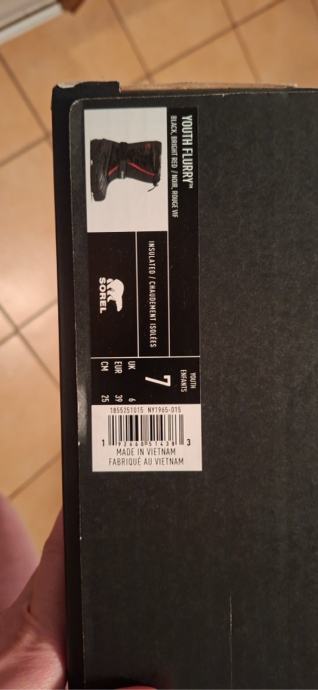 YOUTH FLURRY™
BLACK, BRIGHT RED / NOIR, ROUGE VIF
INSULATED / CHAUDEMENT ISOLÉES
SOREL
YOUTH
ENFANTS
7
UK 6
EUR 39
CM 25
1855251015 NY1965-015
MADE IN VIETNAM
FABRIQUÉ AU VIETNAM